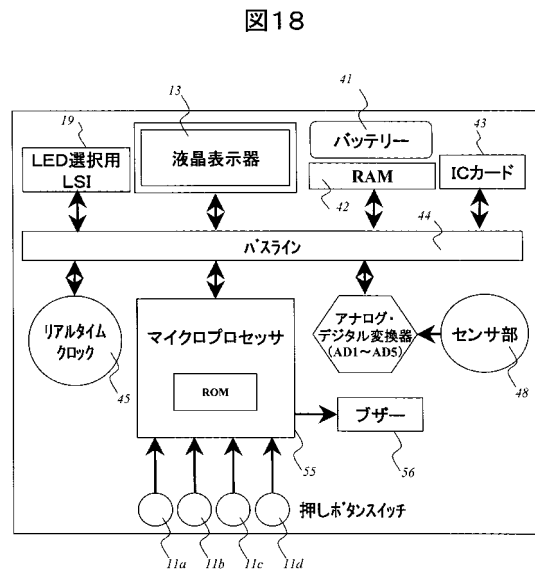 図18
41
13
19
43
バッテリー
LED選択用
LSI
液晶表示器
RAM
ICカード
42
44
バスライン
リアルタイム
クロック
マイクロプロセッサ
アナログ・
デジタル変換器
(AD1～AD5)
センサ部
ROM
45
48
ブザー
55
56
押しボタンスイッチ
11a
11b
11c
11d